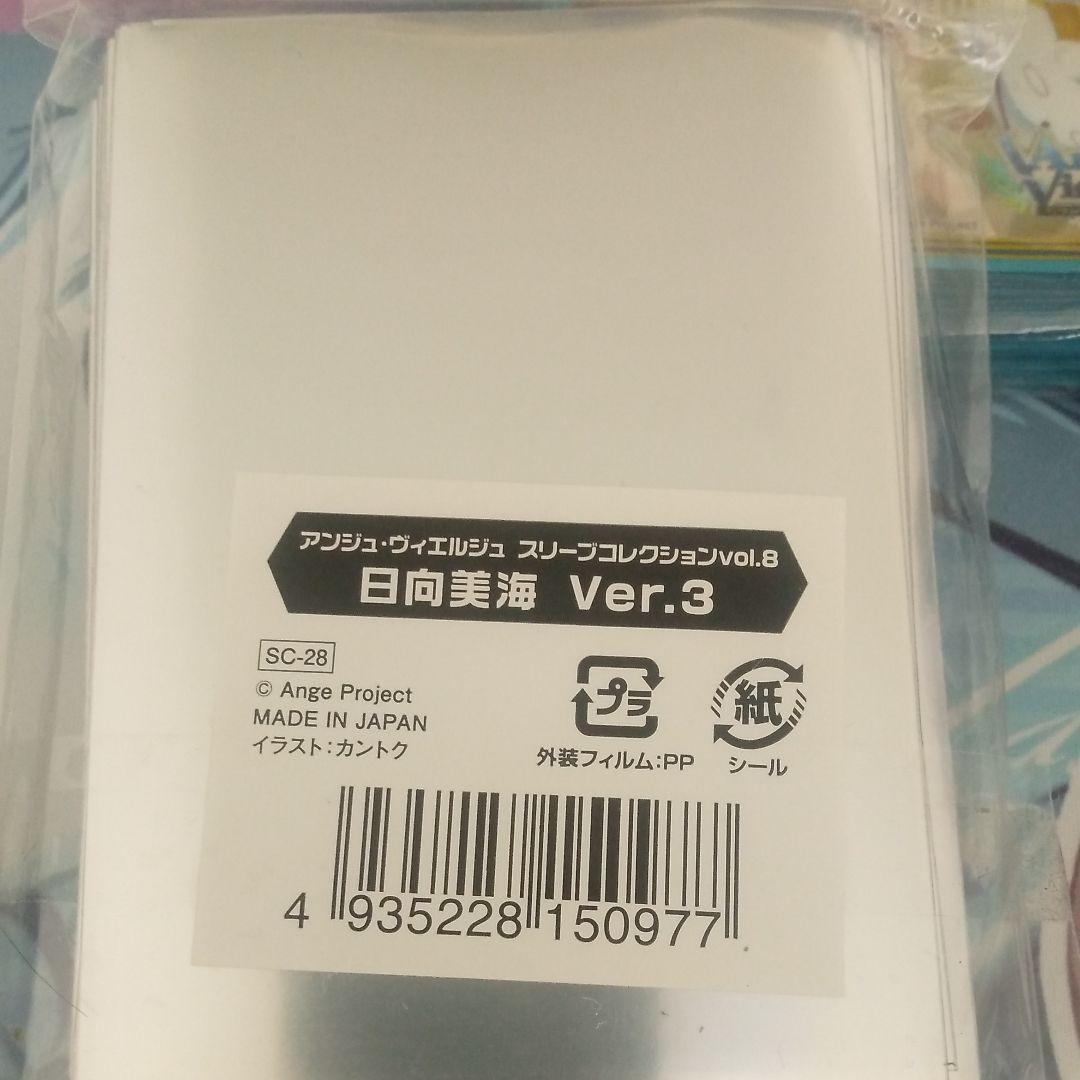 アンジュ・ヴィエルジュ スリーブコレクションvol.8
日向美海 Ver.3
SC-28
© Ange Project
MADE IN JAPAN
イラスト：カントク
プラ
外装フィルム：PP
紙
シール
4 935228 150977